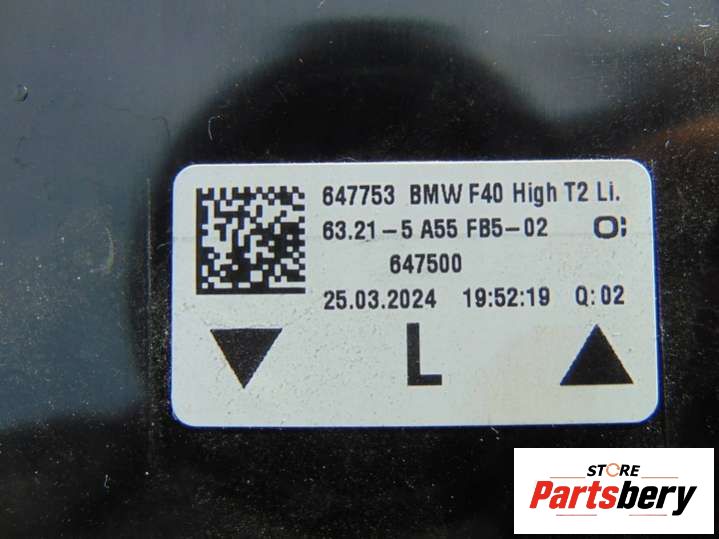 647753 BMW F40 High T2 Li.
63.21-5 A55 FB5-02 O:
647500
25.03.2024 19:52:19 Q:02
L
STORE
Partsbery